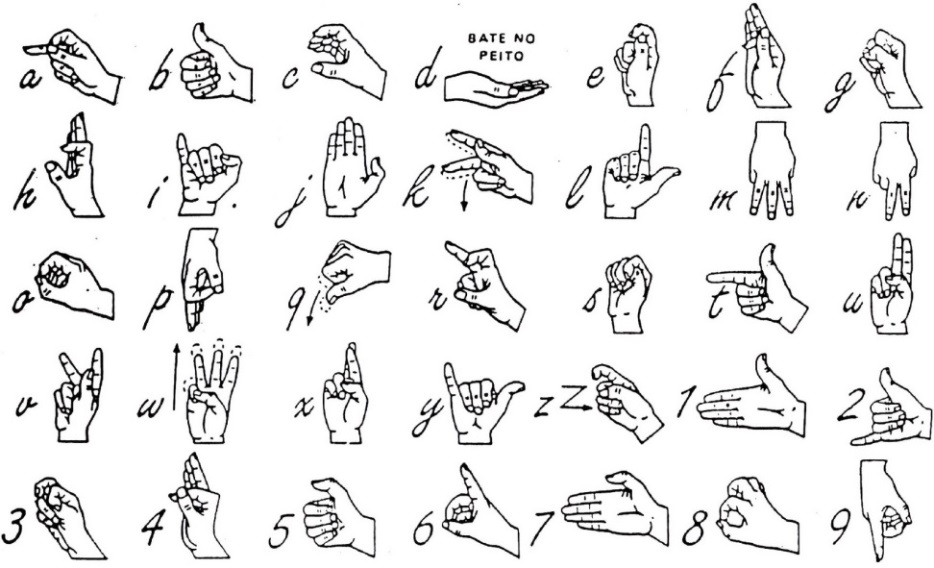 a b c d BATE NO PEITO e f g
h i j k l m n
o p q r s t u
v w x y z Z 1 2
3 4 5 6 7 8 9